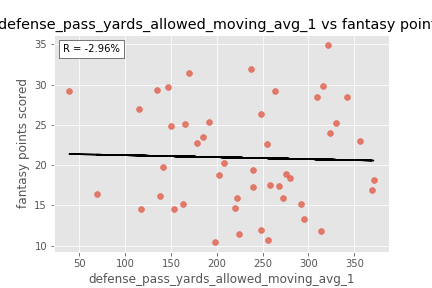 defense_pass_yards_allowed_moving_avg_1 vs fantasy poin
R = -2.96%
35
30
25
20
15
10
fantasy points scored
50 100 150 200 250 300 350
defense_pass_yards_allowed_moving_avg_1